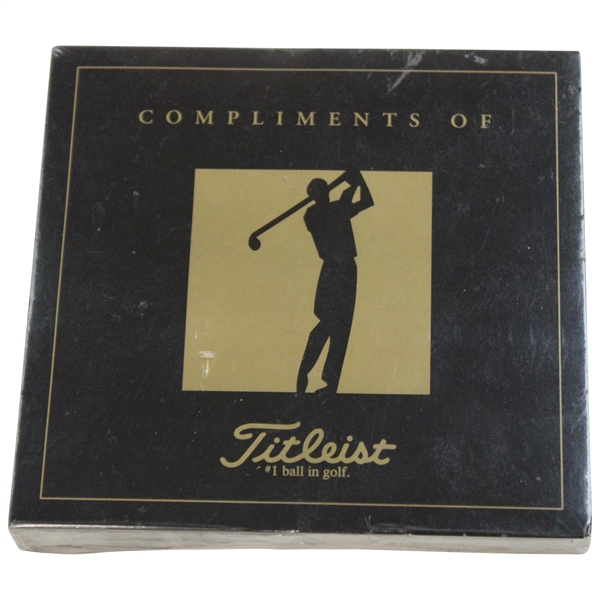 COMPLIMENTS OF
Titleist
#1 ball in golf.